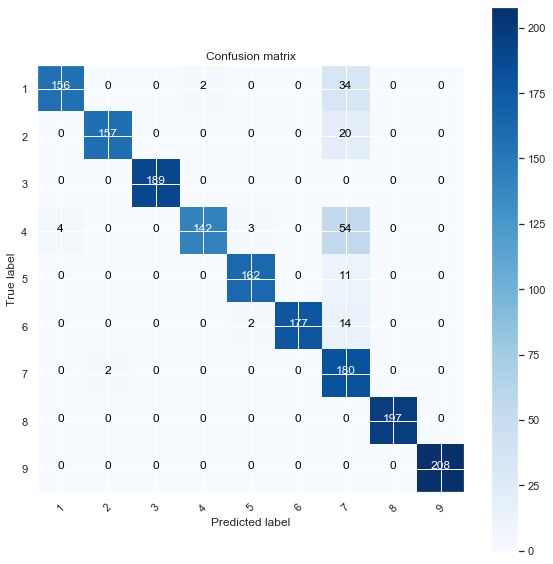 Confusion matrix
True label
1 156 0 0 2 0 0 34 0 0
2 0 157 0 0 0 0 20 0 0
3 0 0 189 0 0 0 0 0 0
4 4 0 0 142 3 0 54 0 0
5 0 0 0 0 162 0 11 0 0
6 0 0 0 0 2 177 14 0 0
7 0 2 0 0 0 0 180 0 0
8 0 0 0 0 0 0 0 197 0
9 0 0 0 0 0 0 0 0 208
1 2 3 4 5 6 7 8 9
Predicted label
200
175
150
125
100
75
50
25
0